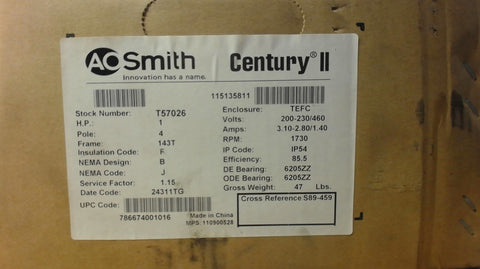 AOSmith Century® II
Innovation has a name.
115135811
Stock Number: T57026 Enclosure: TEFC
H.P.: 1 Volts: 200-230/460
Pole: 4 Amps: 3.10-2.80/1.40
Frame: 143T RPM: 1730
Insulation Code: F IP Code: IP54
NEMA Design: B Efficiency: 85.5
NEMA Code: J DE Bearing: 6205ZZ
Service Factor: 1.15 ODE Bearing: 6205ZZ
Date Code: 24311TG Gross Weight: 47 Lbs.
UPC Code: Cross Reference S89-459
786674001016 Made in China
MPS: 110900528